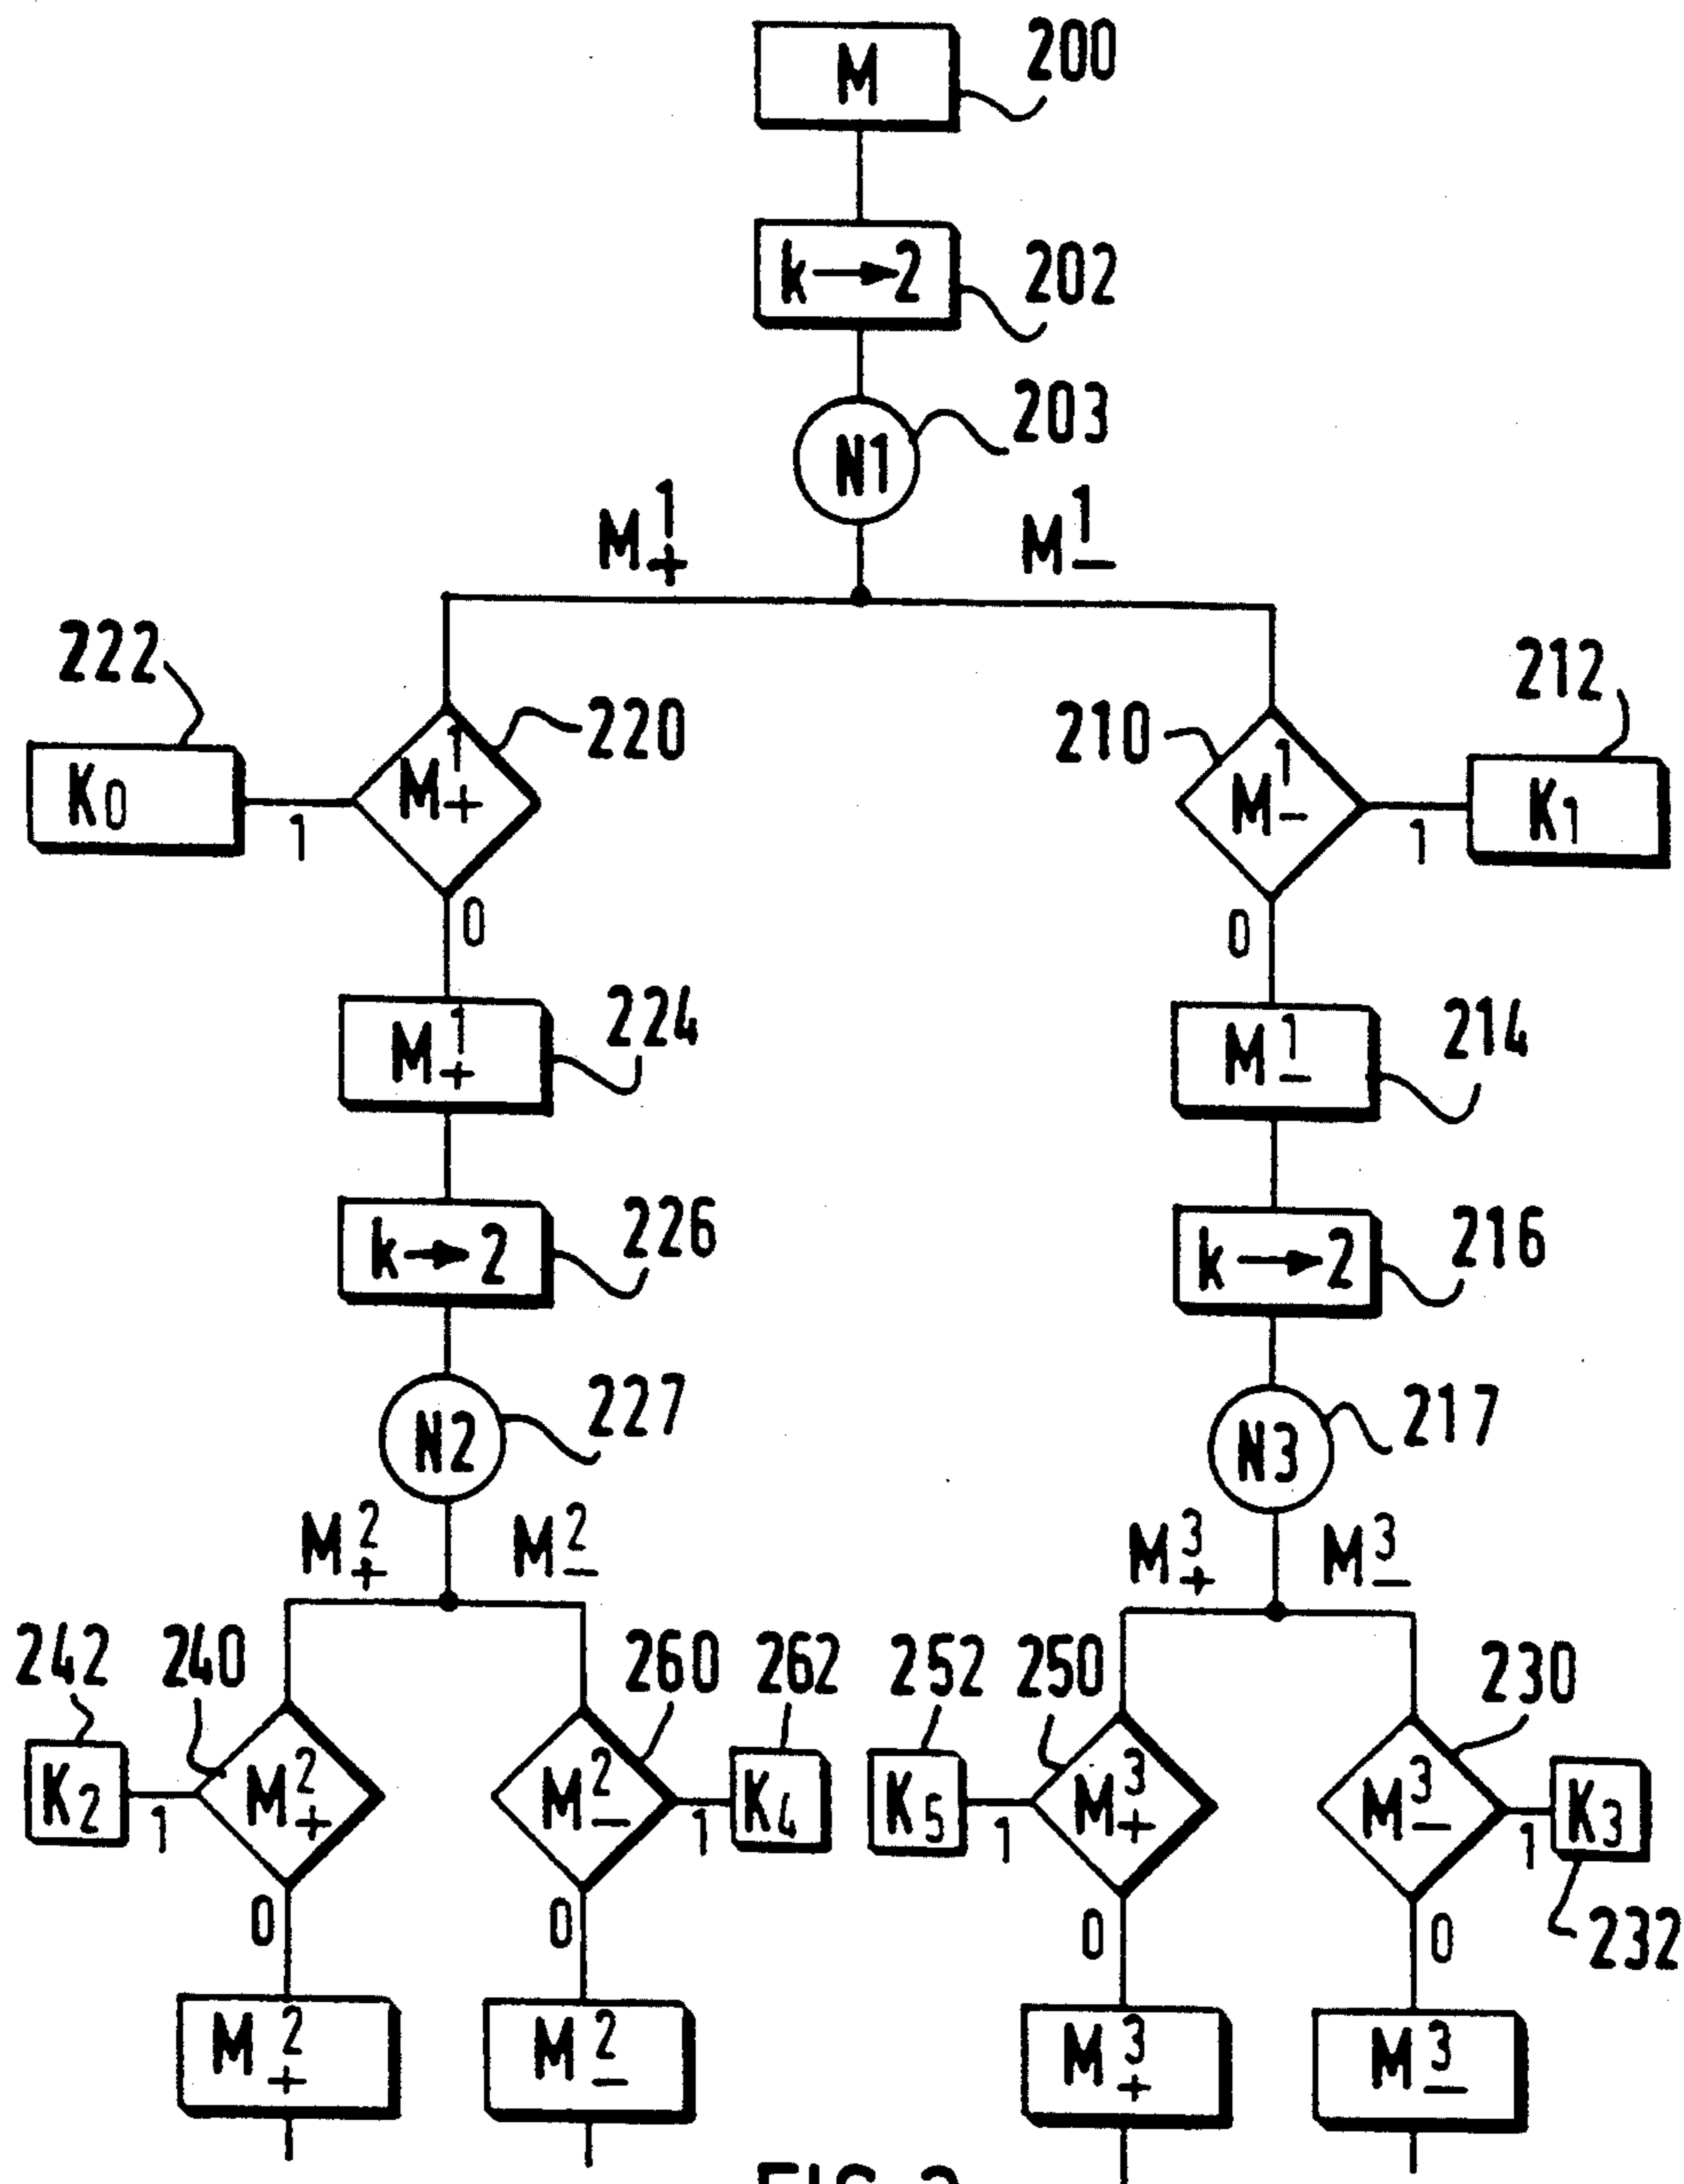 M 200
k→2 202
N1 203
M¹₊ M¹₋
222 220 210 212
K0 1 M¹₊ M¹₋ 1 K1
0 0
M¹₊ 224 M¹₋ 214
k→2 226 k→2 216
N2 227 N3 217
M²₊ M²₋ M³₊ M³₋
242 240 260 262 252 250 230
K2 1 M²₊ M²₋ 1 K4 K5 1 M³₊ M³₋ 1 K3
0 0 0 0 232
M²₊ M²₋ M³₊ M³₋